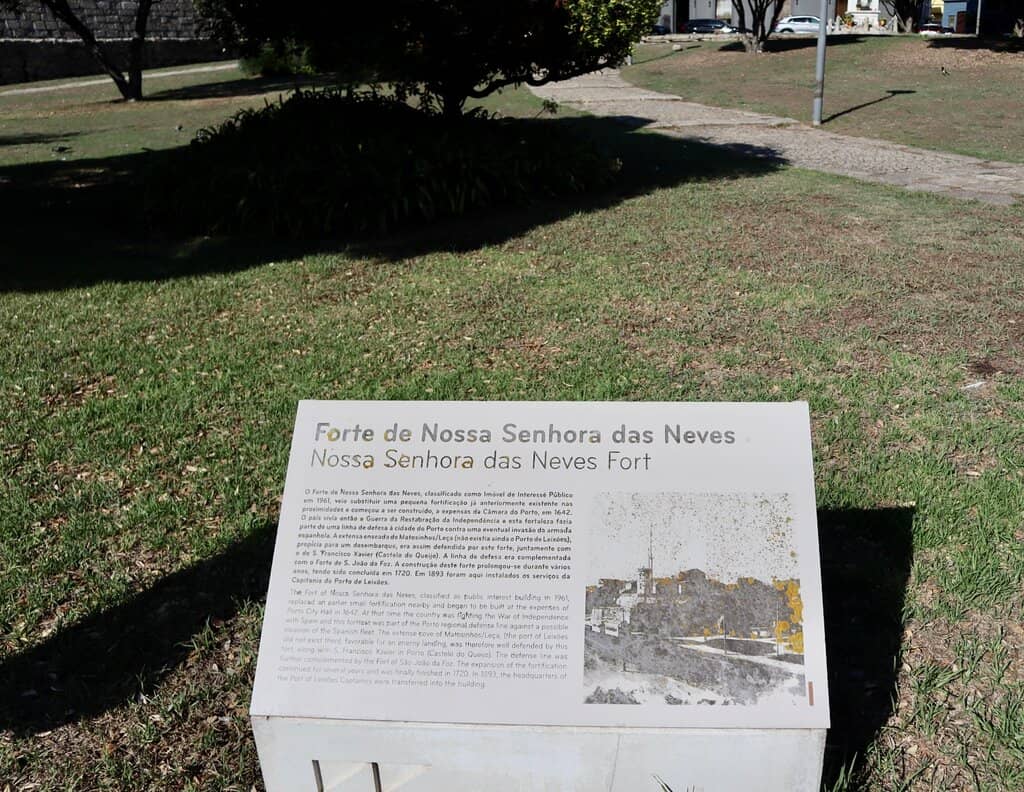 Forte de Nossa Senhora das Neves
Nossa Senhora das Neves Fort
O Forte de Nossa Senhora das Neves, classificado como Imóvel de Interesse Público
em 1961, veio substituir uma pequena fortificação já anteriormente existente nas
proximidades e começou a ser construído, a expensas da Câmara do Porto, em 1642.
O país vivia então a Guerra da Restauração da Independência e esta fortaleza fazia
parte de uma linha de defesa à cidade do Porto contra uma eventual invasão da armada
espanhola. A extensa enseada de Matosinhos/Leça (não existia ainda o Porto de Leixões),
propícia para um desembarque, era assim defendida por este forte, juntamente com
o de S. Francisco Xavier (Castelo do Queijo). A linha de defesa era complementada
com o Forte de S. João da Foz. A construção deste forte prolongou-se durante vários
anos, tendo sido concluída em 1720. Em 1893 foram aqui instalados os serviços da
Capitania do Porto de Leixões.
The Fort of Nossa Senhora das Neves, classified as public interest building in 1961,
replaced an earlier small fortification nearby and began to be built at the expenses of
Porto City Hall in 1642. At that time the country was fighting the War of Independence
with Spain and this fortress was part of the Porto regional defense line against a possible
invasion of the Spanish fleet. The extense cove of Matosinhos/Leça, (the port of Leixões
did not exist then), favorable for an enemy landing, was therefore well defended by this
fort, along with S. Francisco Xavier in Porto (Castelo do Queijo). The defense line was
further complemented by the Fort of São João da Foz. The expansion of the fortification
continued for several years and was finally finished in 1720. In 1893, the headquarters of
the Port of Leixões Captaincy were transferred into the building.